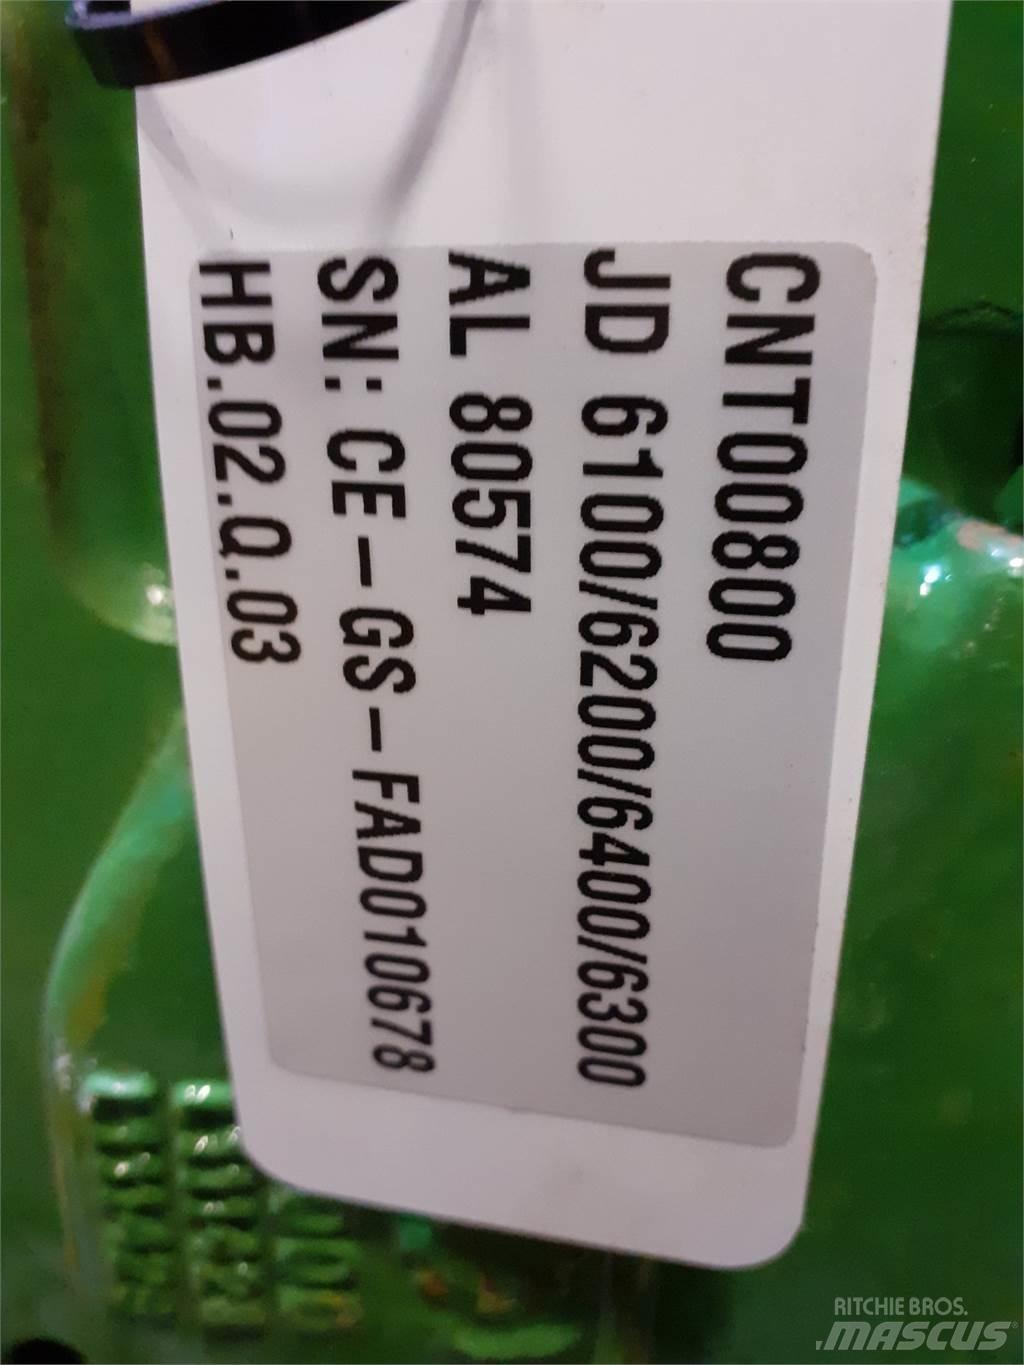 CNT00800
JD 6100/6200/6400/6300
AL 80574
SN: CE-GS-FAD010678
HB.02.Q.03
RITCHIE BROS.
MASCUS